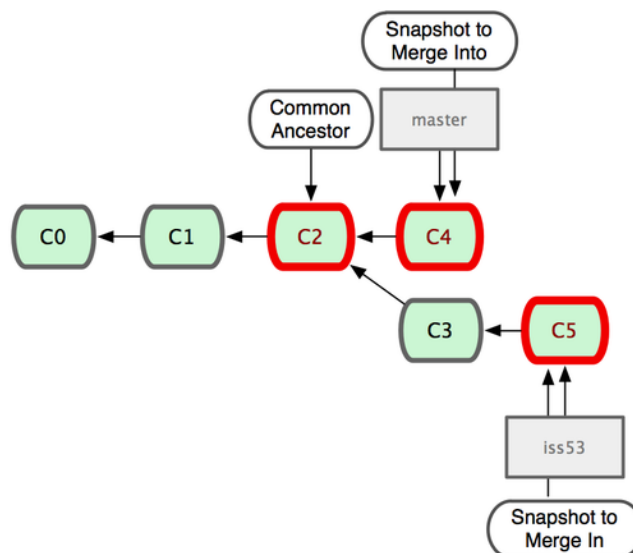 Snapshot to
Merge Into
Common
Ancestor
master
C0
C1
C2
C4
C3
C5
iss53
Snapshot to
Merge In